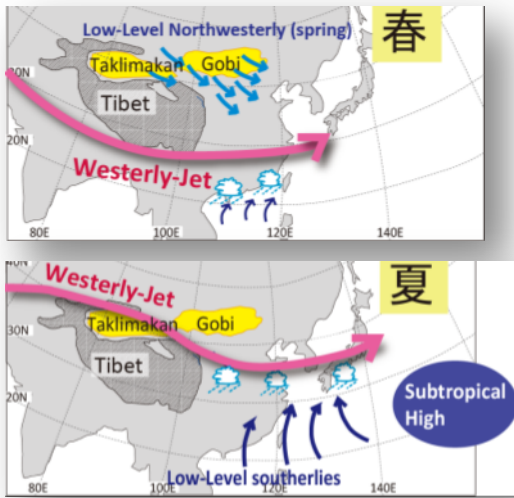 Low-Level Northwesterly (spring)
春
Taklimakan
Gobi
Tibet
20N
Westerly-Jet
80E
100E
120E
140E
40N
Westerly-Jet
夏
Taklimakan
Gobi
30N
Tibet
20N
Subtropical
High
Low-Level southerlies
80E
100E
120E
140E